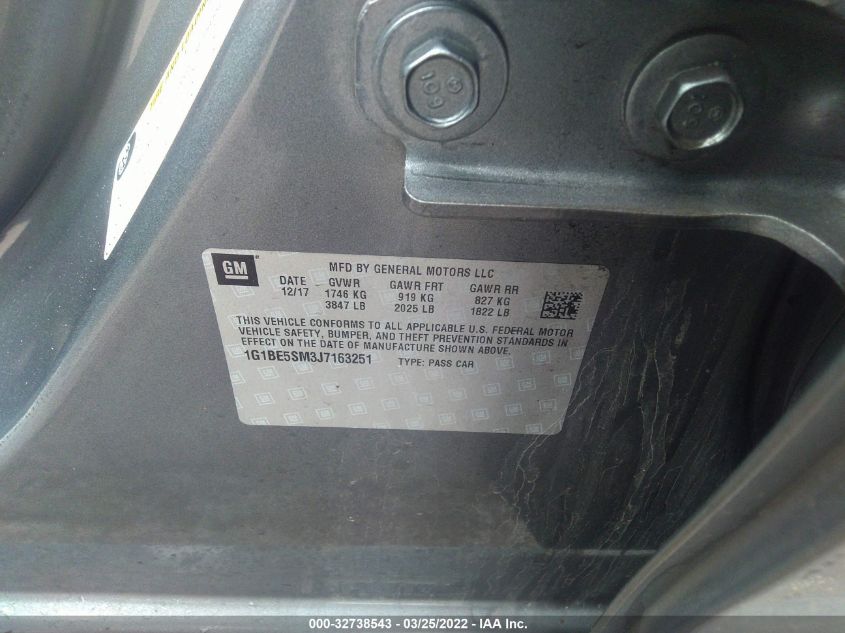 GM
MFD BY GENERAL MOTORS LLC
DATE GVWR GAWR FRT GAWR RR
12/17 1746 KG 919 KG 827 KG
3847 LB 2025 LB 1822 LB
THIS VEHICLE CONFORMS TO ALL APPLICABLE U.S. FEDERAL MOTOR
VEHICLE SAFETY, BUMPER, AND THEFT PREVENTION STANDARDS IN
EFFECT ON THE DATE OF MANUFACTURE SHOWN ABOVE.
1G1BE5SM3J7163251 TYPE: PASS CAR
GM
109
000-32738543 - 03/25/2022 - IAA Inc.